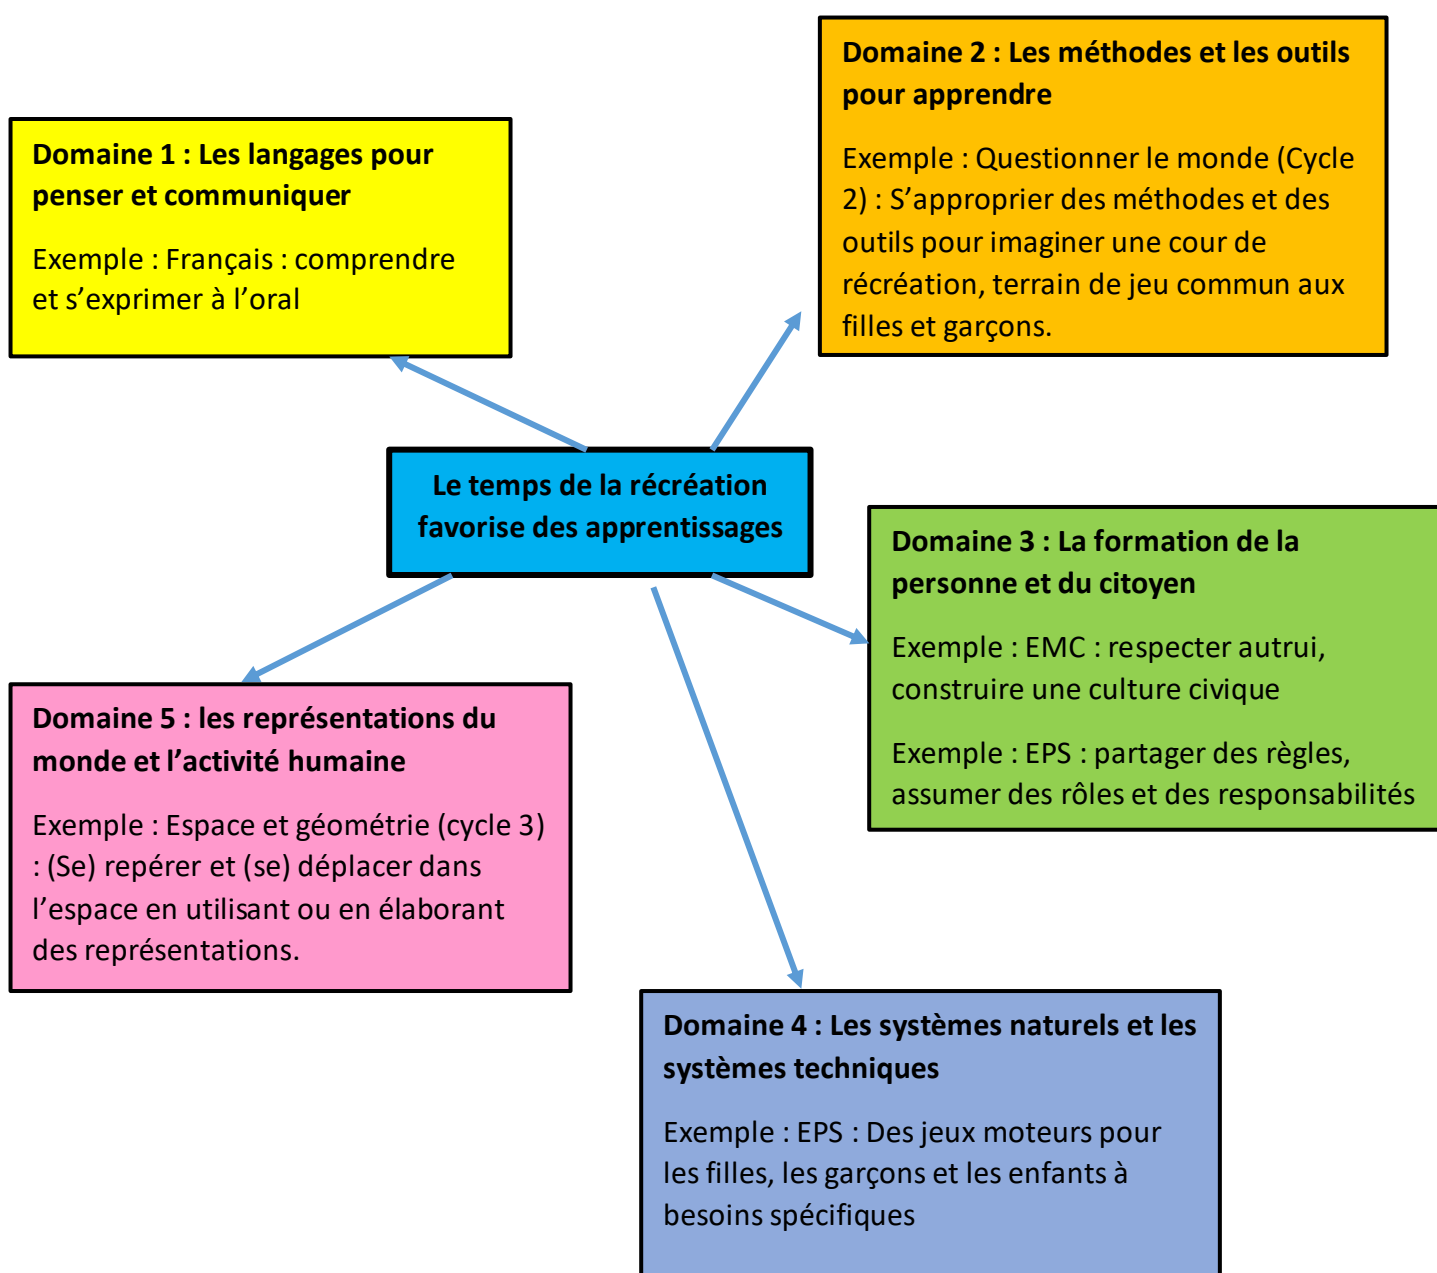 Domaine 1 : Les langages pour
penser et communiquer
Exemple : Français : comprendre
et s’exprimer à l’oral
Domaine 2 : Les méthodes et les outils
pour apprendre
Exemple : Questionner le monde (Cycle
2) : S’approprier des méthodes et des
outils pour imaginer une cour de
récréation, terrain de jeu commun aux
filles et garçons.
Le temps de la récréation
favorise des apprentissages
Domaine 3 : La formation de la
personne et du citoyen
Exemple : EMC : respecter autrui,
construire une culture civique
Exemple : EPS : partager des règles,
assumer des rôles et des responsabilités
Domaine 5 : les représentations du
monde et l’activité humaine
Exemple : Espace et géométrie (cycle 3)
: (Se) repérer et (se) déplacer dans
l’espace en utilisant ou en élaborant
des représentations.
Domaine 4 : Les systèmes naturels et les
systèmes techniques
Exemple : EPS : Des jeux moteurs pour
les filles, les garçons et les enfants à
besoins spécifiques